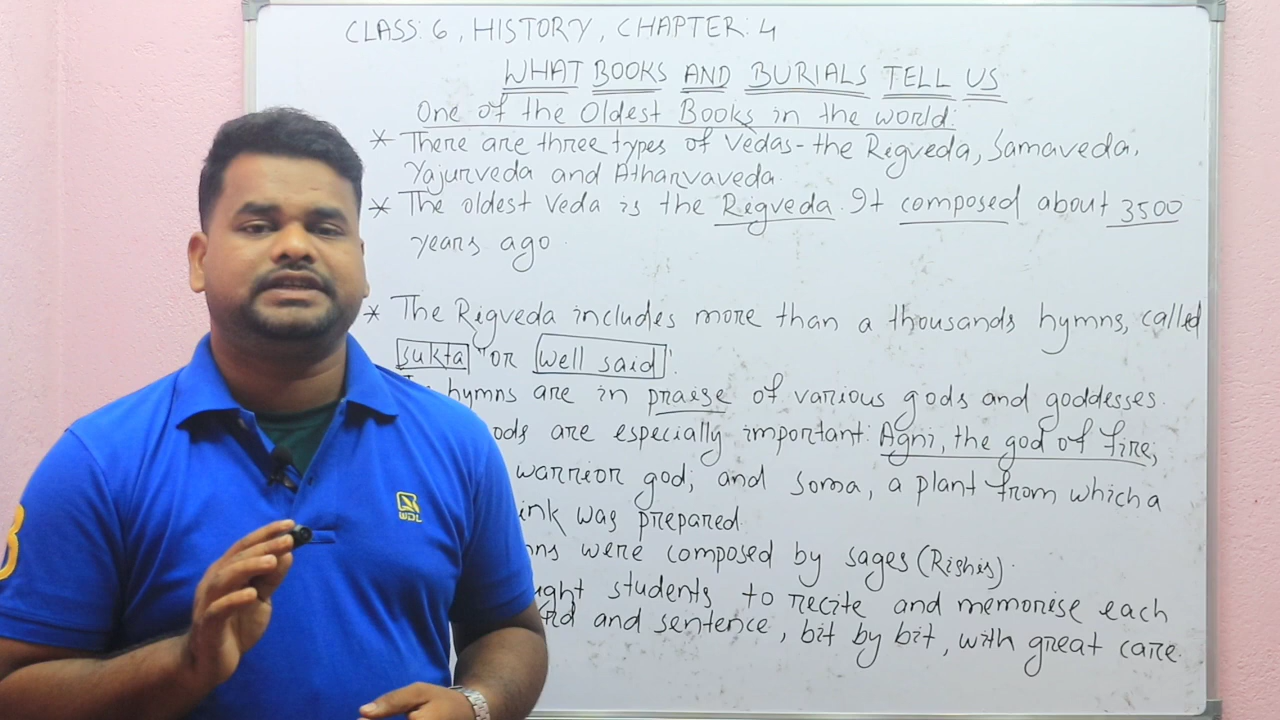 CLASS: 6, HISTORY, CHAPTER: 4
WHAT BOOKS AND BURIALS TELL US
One of the Oldest Books in the world:
* There are three types of Vedas - the Rigveda, Samaveda,
Yajurveda and Atharvaveda.
* The oldest Veda is the Rigveda. It composed about 3500
years ago.
* The Rigveda includes more than a thousands hymns, called
sukta "or well said".
hymns are in praise of various gods and goddesses.
ods are especially important: Agni, the god of fire;
warrior god; and Soma, a plant from which a
ink was prepared.
mns were composed by sages (Rishis).
ught students to recite and memorise each
rd and sentence, bit by bit, with great care.
WDL